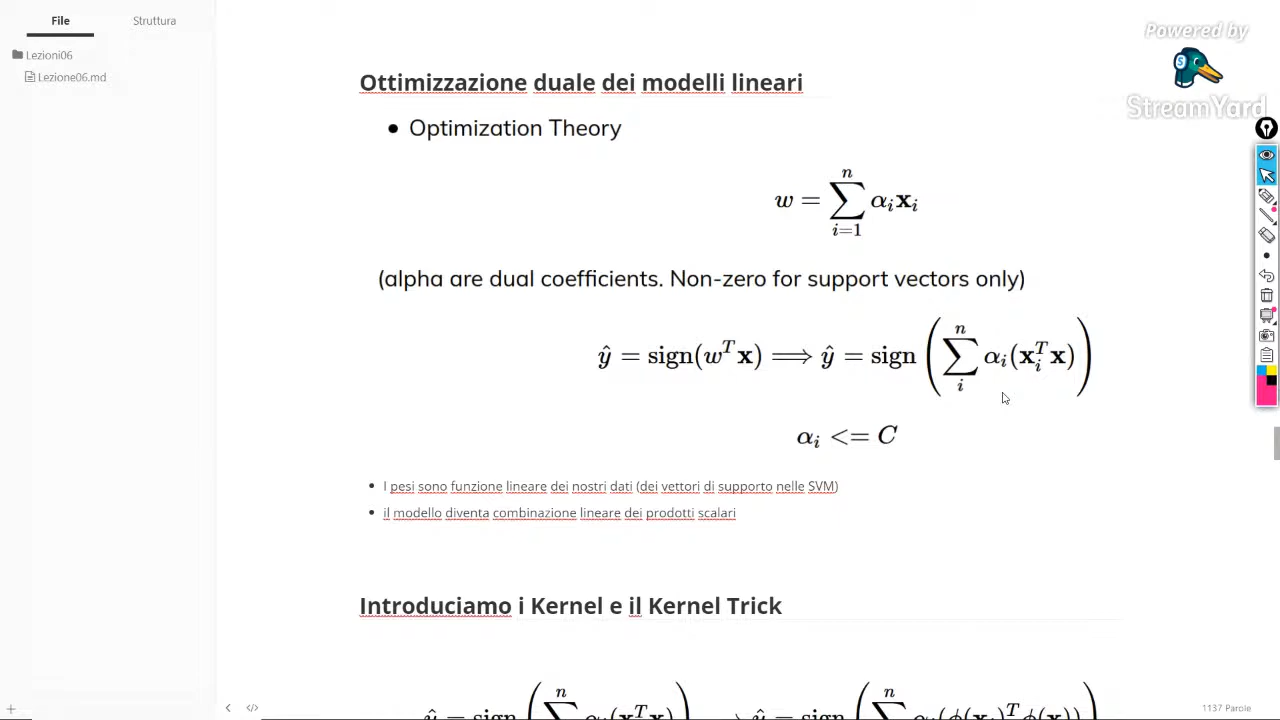 File Struttura
Lezioni06
Lezione06.md
Powered by
StreamYard
Ottimizzazione duale dei modelli lineari
• Optimization Theory
w = \sum_{i=1}^{n} α_i x_i
(alpha are dual coefficients. Non-zero for support vectors only)
ŷ = sign(w^T x) ⟹ ŷ = sign( \sum_{i}^{n} α_i (x_i^T x) )
α_i <= C
• I pesi sono funzione lineare dei nostri dati (dei vettori di supporto nelle SVM)
• il modello diventa combinazione lineare dei prodotti scalari
Introduciamo i Kernel e il Kernel Trick
1137 Parole